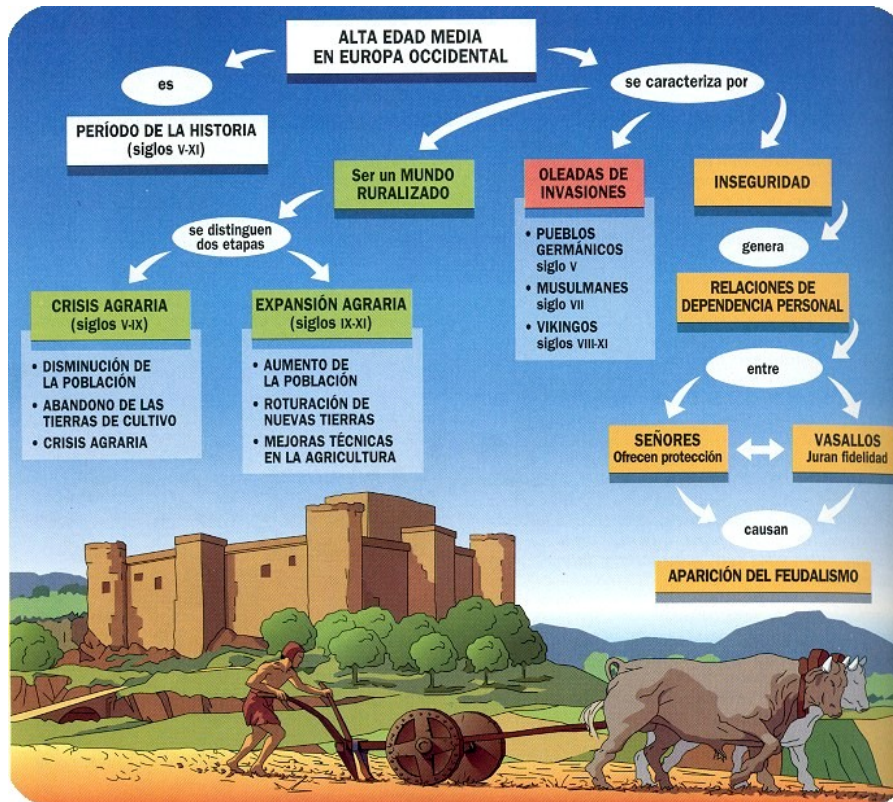 ALTA EDAD MEDIA
EN EUROPA OCCIDENTAL
es
se caracteriza por
PERÍODO DE LA HISTORIA
(siglos V-XI)
Ser un MUNDO
RURALIZADO
OLEADAS DE
INVASIONES
• PUEBLOS
GERMÁNICOS
siglo V
• MUSULMANES
siglo VII
• VIKINGOS
siglos VIII-XI
INSEGURIDAD
genera
RELACIONES DE
DEPENDENCIA PERSONAL
entre
SEÑORES
Ofrecen protección
VASALLOS
Juran fidelidad
causan
APARICIÓN DEL FEUDALISMO
se distinguen
dos etapas
CRISIS AGRARIA
(siglos V-IX)
• DISMINUCIÓN DE
LA POBLACIÓN
• ABANDONO DE LAS
TIERRAS DE CULTIVO
• CRISIS AGRARIA
EXPANSIÓN AGRARIA
(siglos IX-XI)
• AUMENTO DE
LA POBLACIÓN
• ROTURACIÓN DE
NUEVAS TIERRAS
• MEJORAS TÉCNICAS
EN LA AGRICULTURA